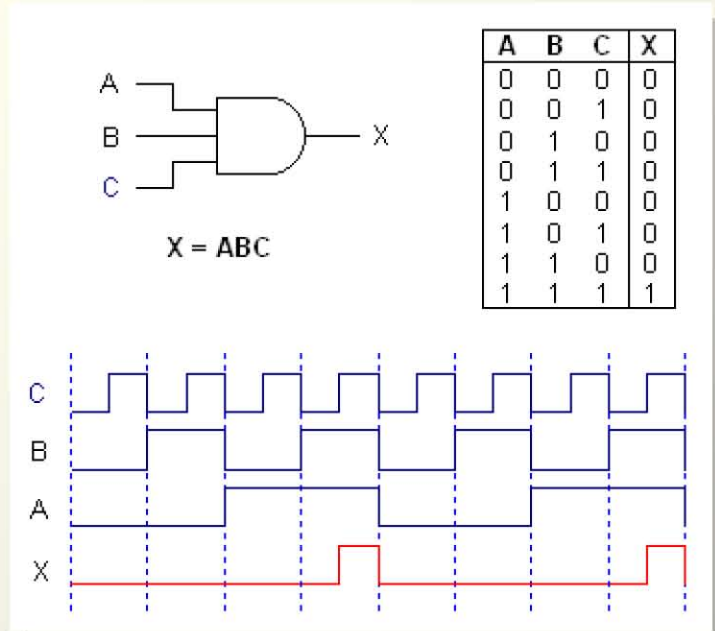 A
B
C
X
X = ABC
A B C X
0 0 0 0
0 0 1 0
0 1 0 0
0 1 1 0
1 0 0 0
1 0 1 0
1 1 0 0
1 1 1 1
C
B
A
X